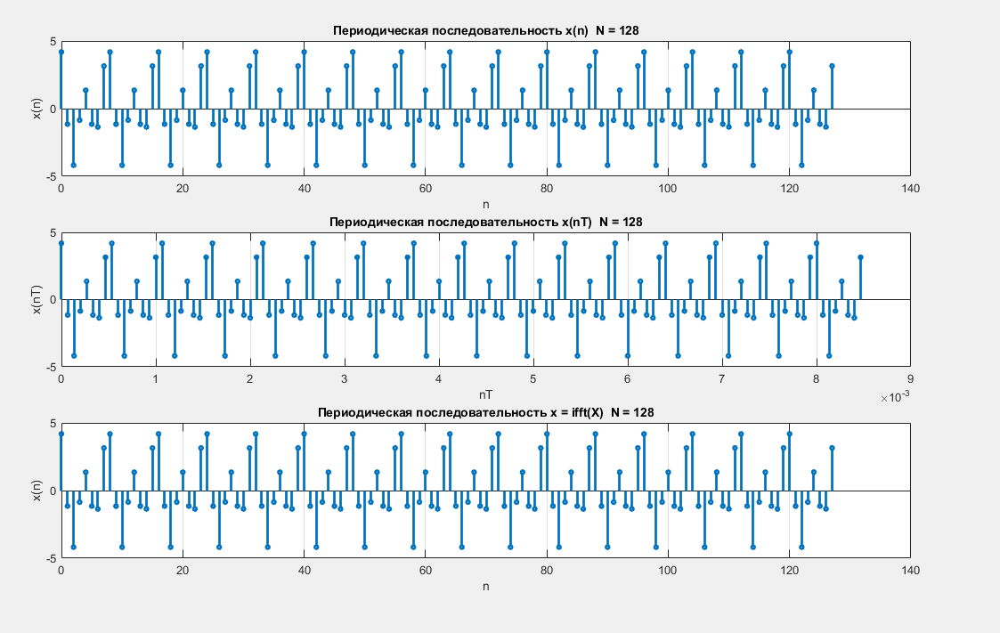 Периодическая последовательность x(n)  N = 128
5
0
-5
x(n)
0 20 40 60 80 100 120 140
n
Периодическая последовательность x(nT)  N = 128
5
0
-5
x(nT)
0 1 2 3 4 5 6 7 8 9
nT
×10^-3
Периодическая последовательность x = ifft(X)  N = 128
5
0
-5
x(n)
0 20 40 60 80 100 120 140
n